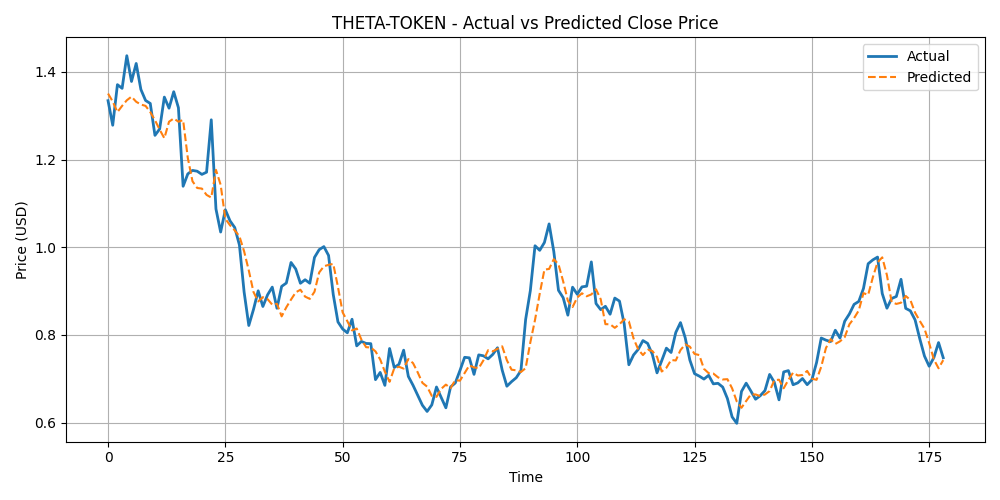 THETA-TOKEN - Actual vs Predicted Close Price
Actual
Predicted
Price (USD)
1.4
1.2
1.0
0.8
0.6
0
25
50
75
100
125
150
175
Time